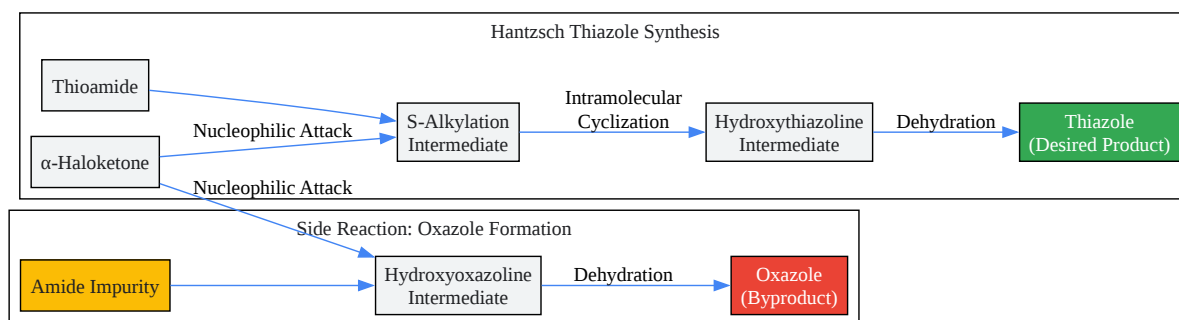 Hantzsch Thiazole Synthesis
Thioamide
α-Haloketone
Nucleophilic Attack
S-Alkylation
Intermediate
Intramolecular
Cyclization
Hydroxythiazoline
Intermediate
Dehydration
Thiazole
(Desired Product)
Nucleophilic Attack
Side Reaction: Oxazole Formation
Amide Impurity
Hydroxyoxazoline
Intermediate
Dehydration
Oxazole
(Byproduct)